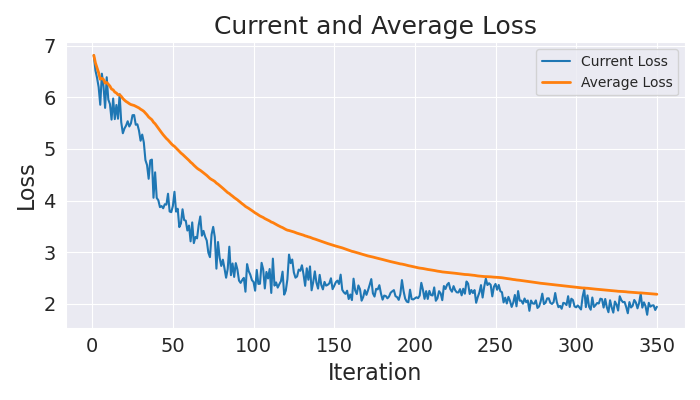 Current and Average Loss
7
6
5
4
3
2
Loss
Current Loss
Average Loss
0 50 100 150 200 250 300 350
Iteration